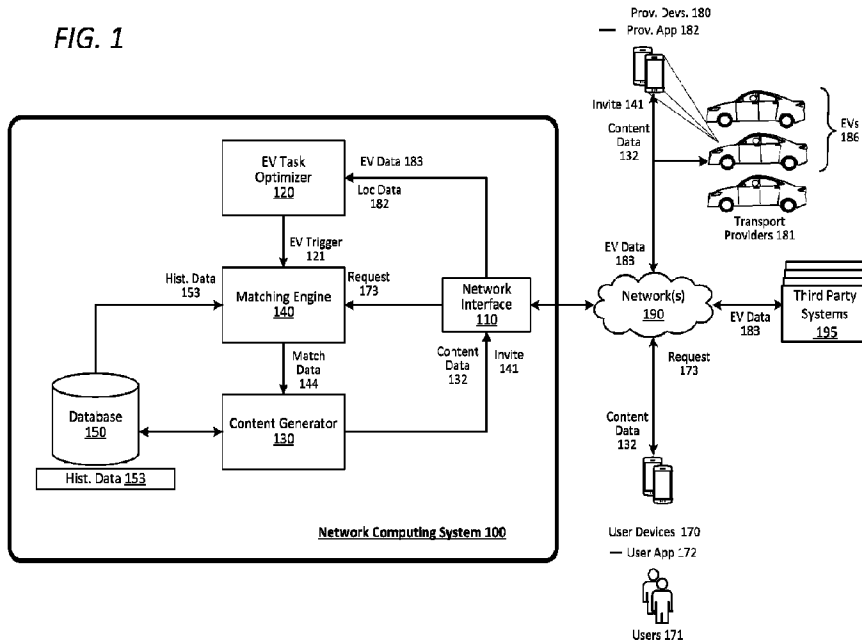 FIG. 1
Prov. Devs. 180
Prov. App 182
Invite 141
Content
Data
132
EVs
186
Transport
Providers 181
EV Task
Optimizer
120
EV Data 183
Loc Data
182
EV Trigger
121
Hist. Data
153
Matching Engine
140
Request
173
Network
Interface
110
EV Data
183
Network(s)
190
EV Data
183
Third Party
Systems
195
Match
Data
144
Content
Data
132
Invite
141
Request
173
Database
150
Content Generator
130
Content
Data
132
Hist. Data 153
Network Computing System 100
User Devices 170
User App 172
Users 171